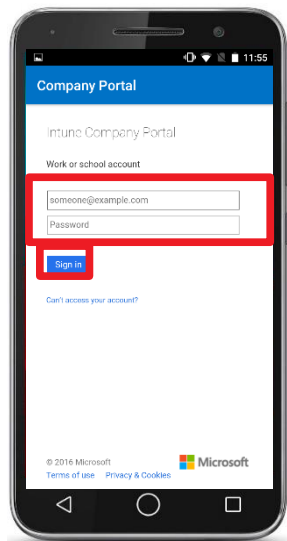 11:55
Company Portal
Intune Company Portal
Work or school account
someone@example.com
Password
Sign in
Can't access your account?
© 2016 Microsoft
Microsoft
Terms of use Privacy & Cookies